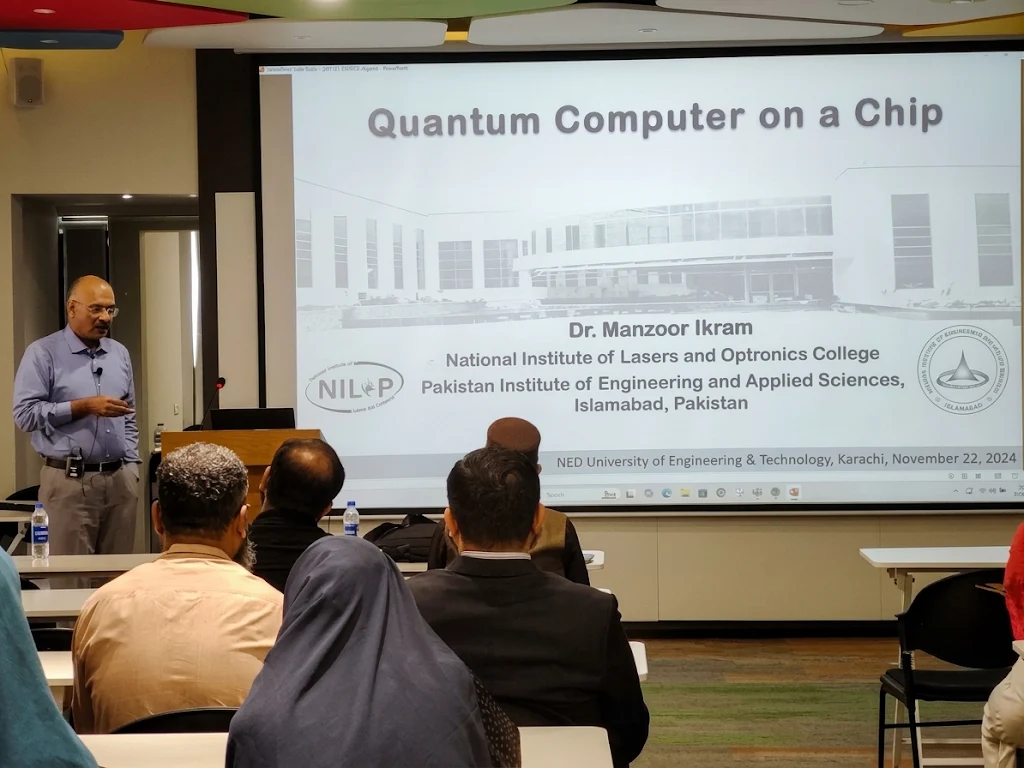 Quantum Computer on a Chip
Dr. Manzoor Ikram
National Institute of Lasers and Optronics College
Pakistan Institute of Engineering and Applied Sciences,
Islamabad, Pakistan
NILOP
ISLAMABAD
NED University of Engineering & Technology, Karachi, November 22, 2024